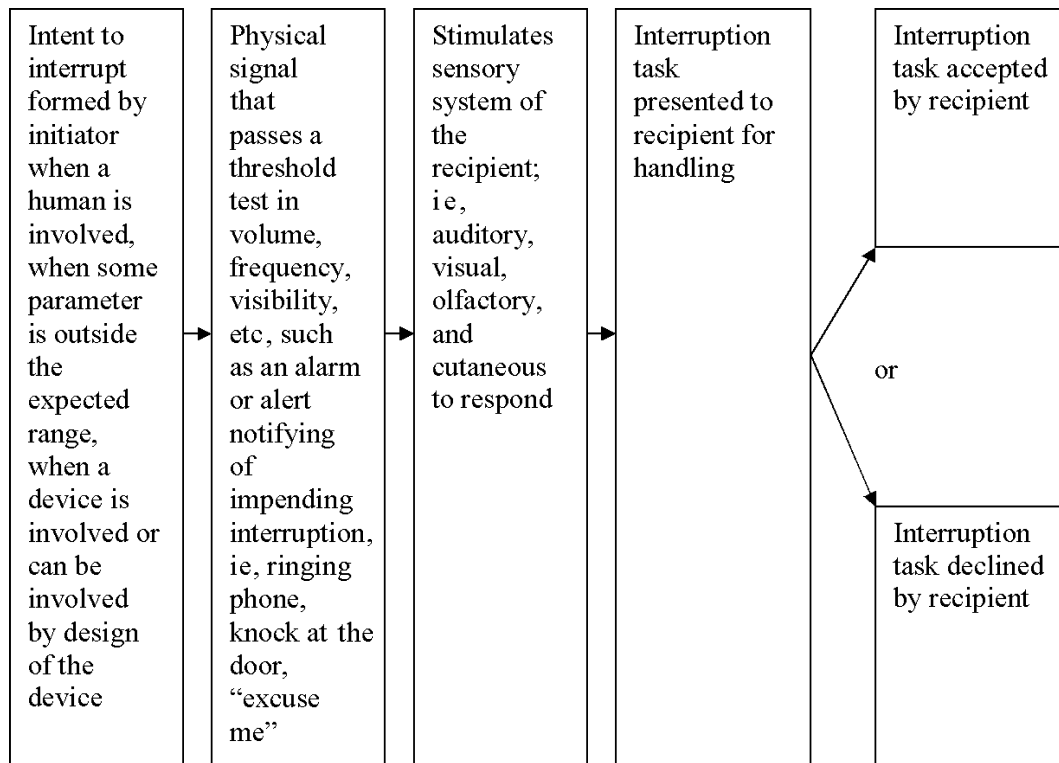 Intent to
interrupt
formed by
initiator
when a
human is
involved,
when some
parameter
is outside
the
expected
range,
when a
device is
involved or
can be
involved
by design
of the
device
Physical
signal
that
passes a
threshold
test in
volume,
frequency,
visibility,
etc, such
as an alarm
or alert
notifying
of
impending
interruption,
ie, ringing
phone,
knock at the
door,
“excuse
me”
Stimulates
sensory
system of
the
recipient;
ie,
auditory,
visual,
olfactory,
and
cutaneous
to respond
Interruption
task
presented to
recipient for
handling
Interruption
task accepted
by recipient
or
Interruption
task declined
by recipient